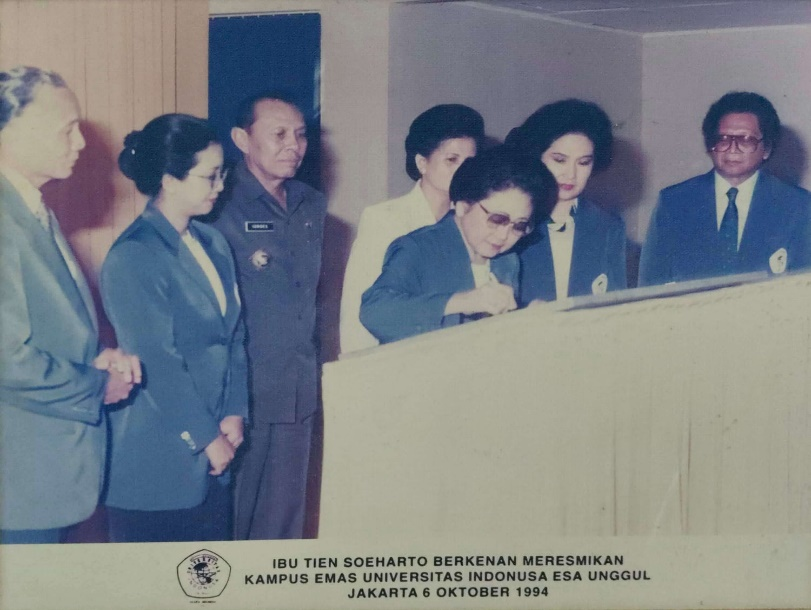 IBU TIEN SOEHARTO BERKENAN MERESMIKAN
KAMPUS EMAS UNIVERSITAS INDONUSA ESA UNGGUL
JAKARTA 6 OKTOBER 1994